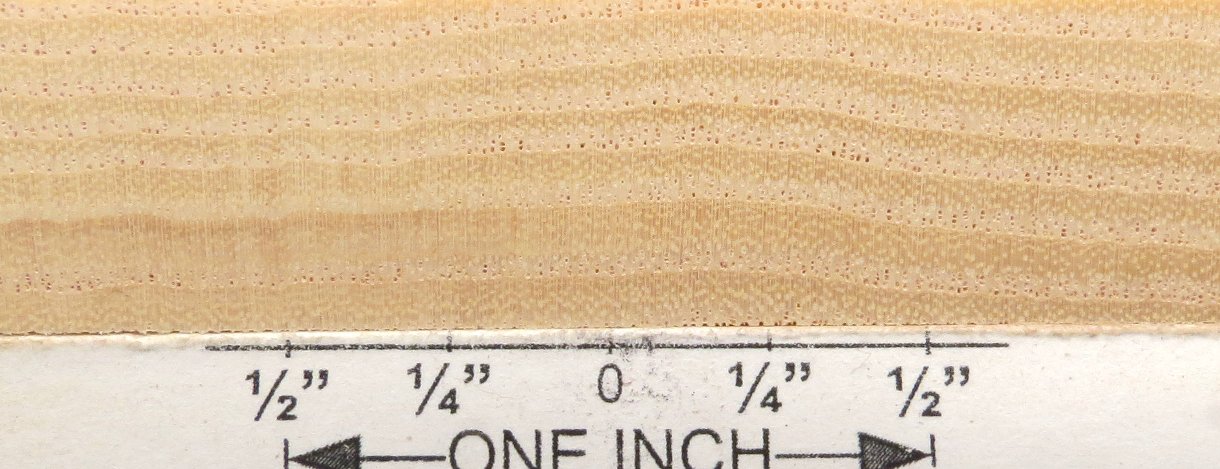 ½” ¼” 0 ¼” ½”
ONE INCH